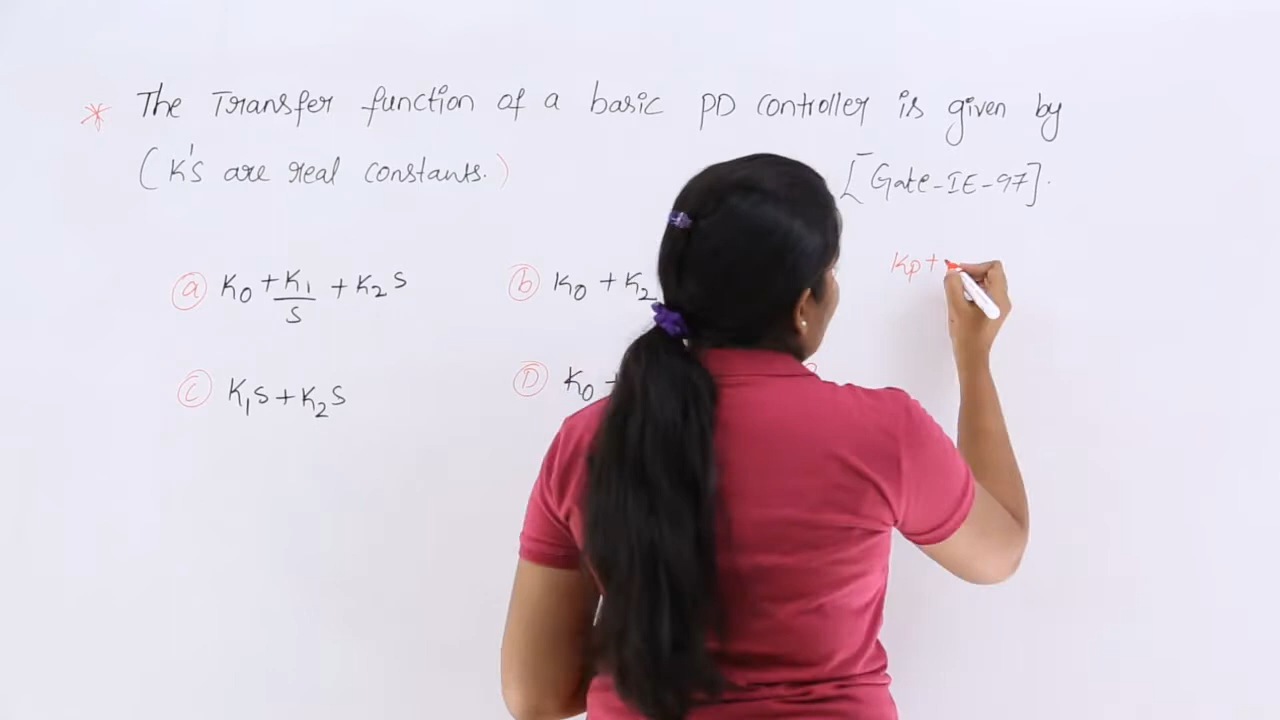 * The Transfer function of a basic PD controller is given by
(K's are real constants.) [Gate-IE-97].
Kp+
(a) K0 + K1/s + K2 s (b) K0 + K2
(c) K1s + K2s (D) K0 +